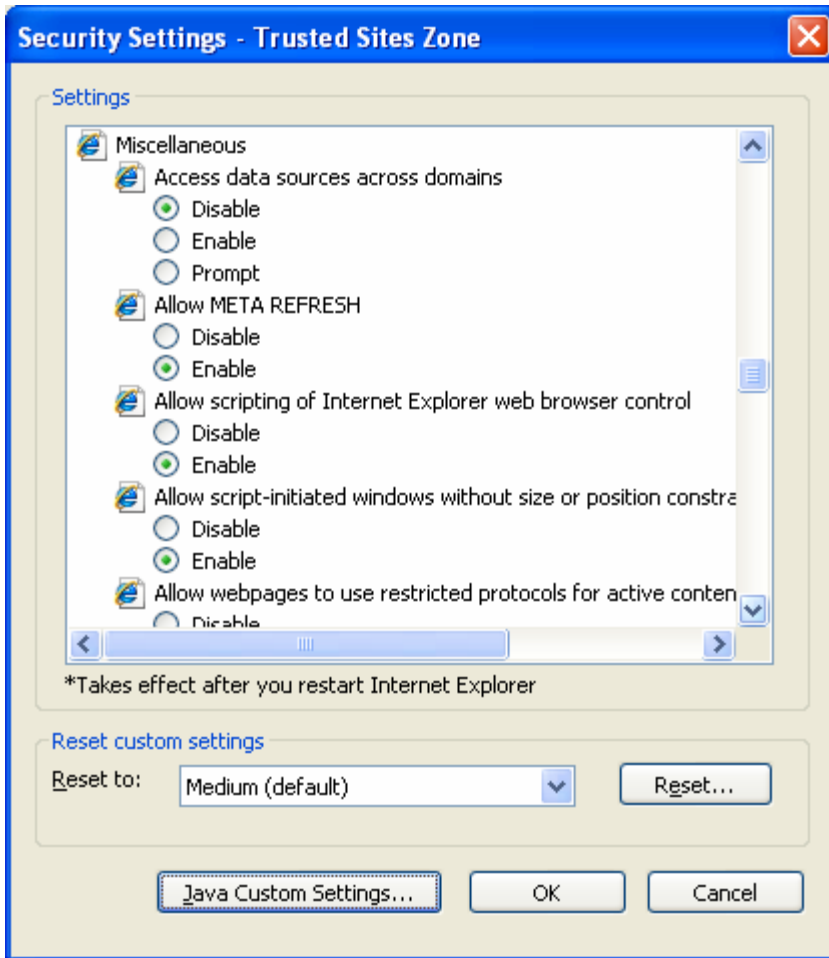 Security Settings - Trusted Sites Zone
Settings
Miscellaneous
Access data sources across domains
Disable
Enable
Prompt
Allow META REFRESH
Disable
Enable
Allow scripting of Internet Explorer web browser control
Disable
Enable
Allow script-initiated windows without size or position constra
Disable
Enable
Allow webpages to use restricted protocols for active conten
Disable
*Takes effect after you restart Internet Explorer
Reset custom settings
Reset to: Medium (default) Reset...
Java Custom Settings... OK Cancel